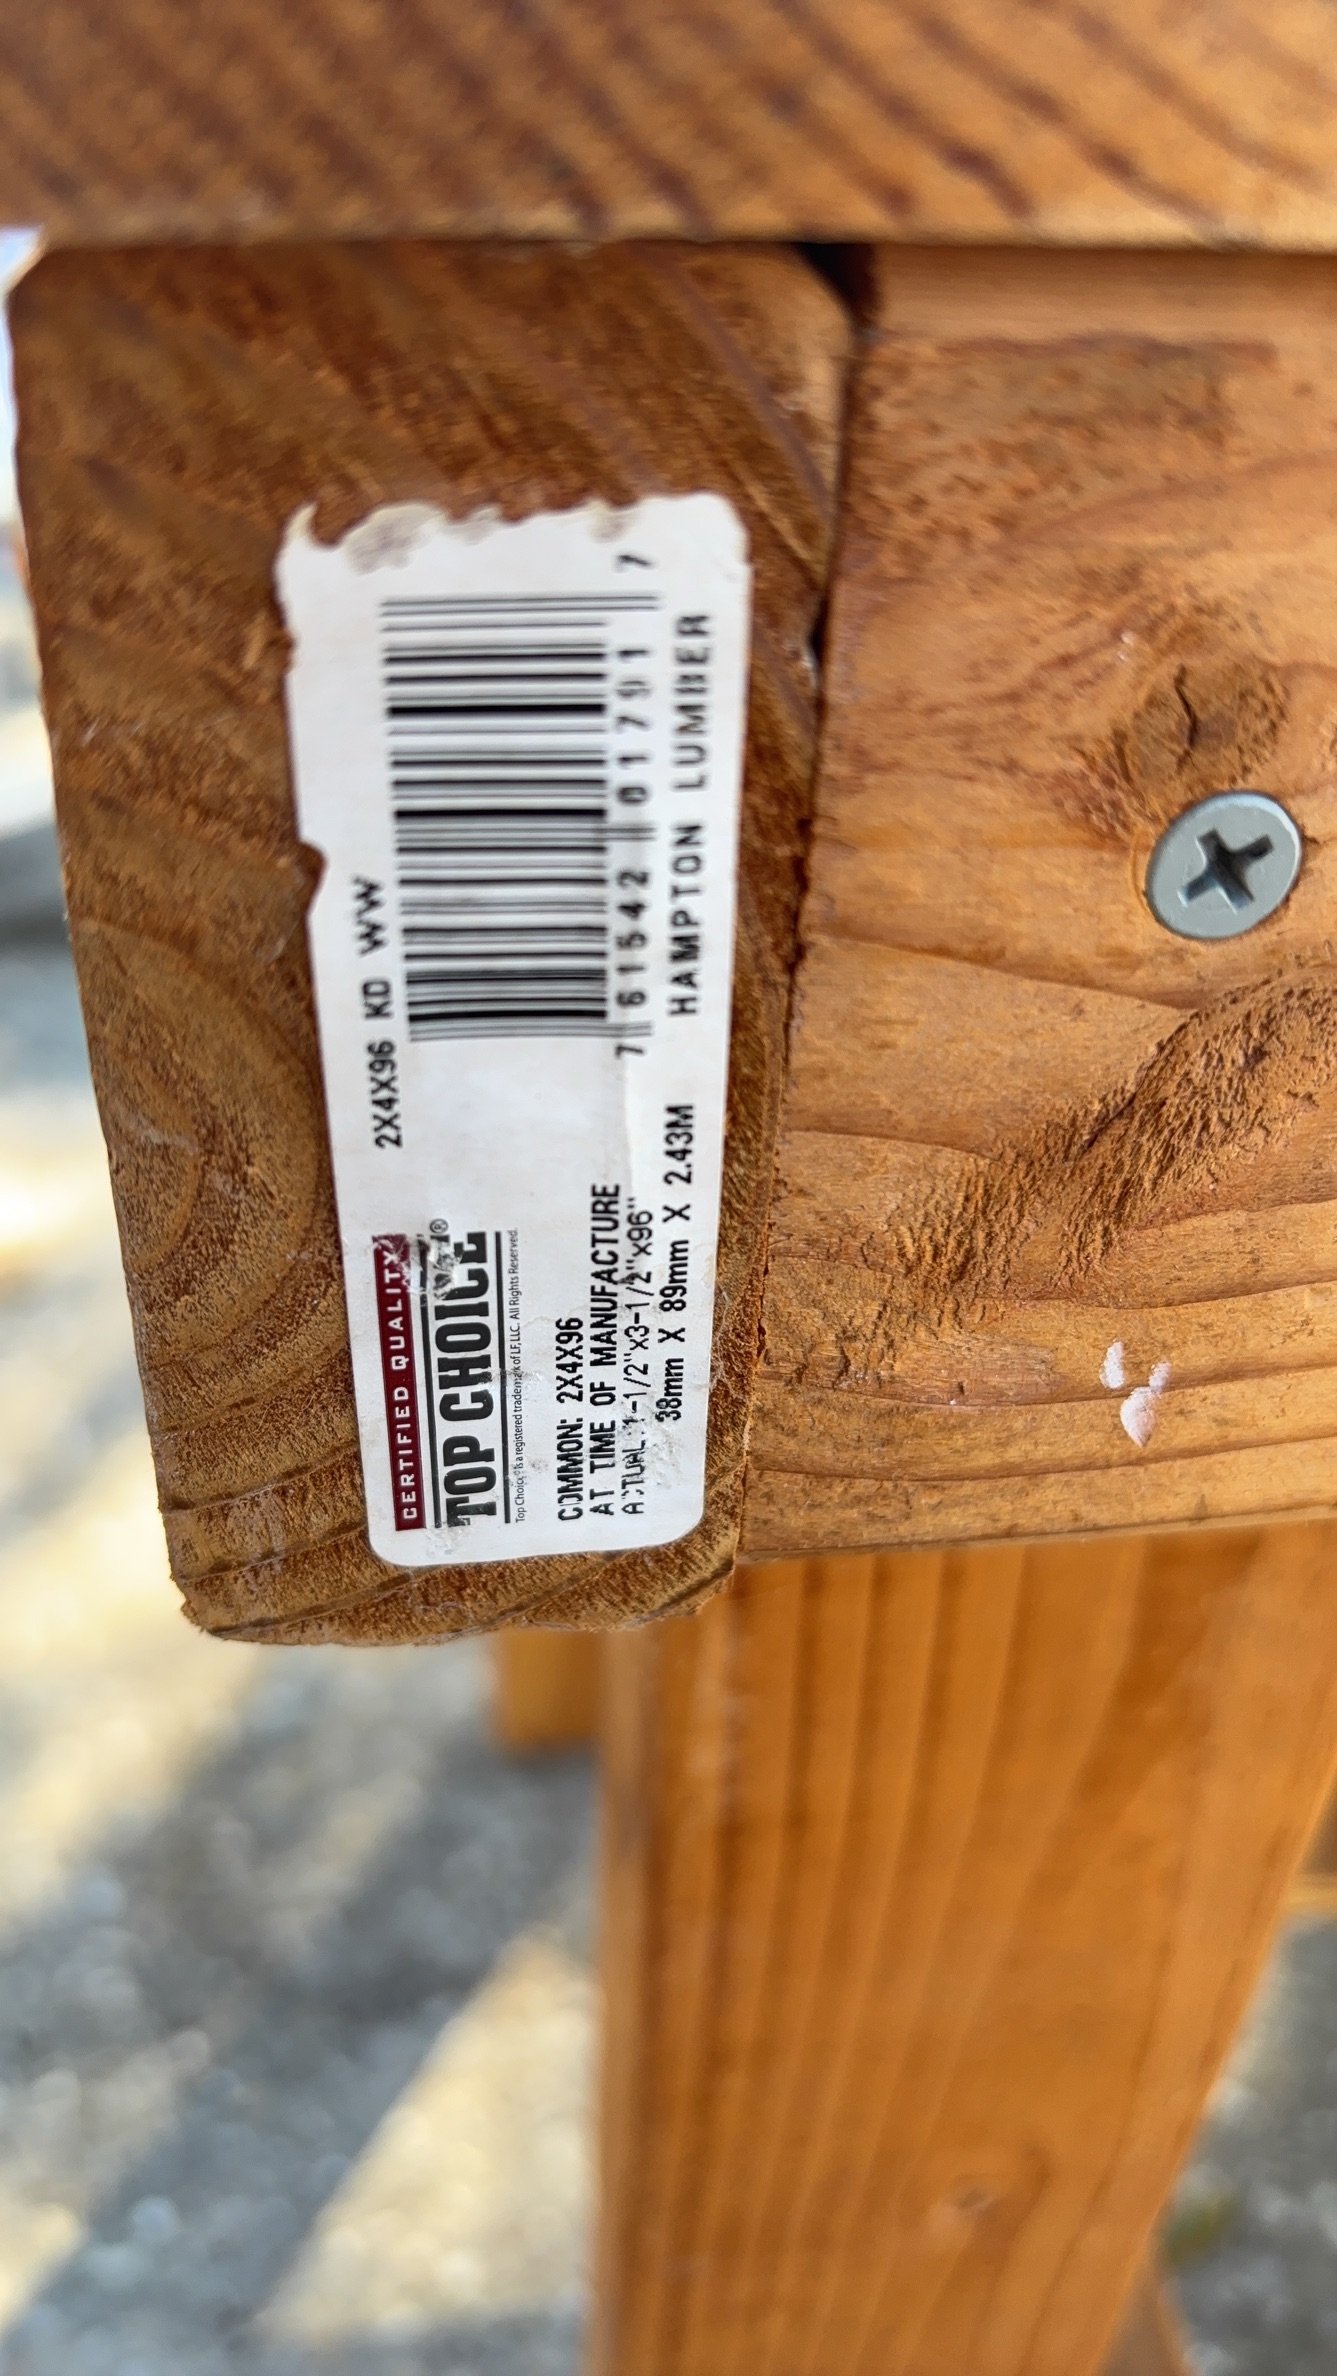 2X4X96 KD WW
7 61542 01791 7
HAMPTON LUMBER
CERTIFIED QUALITY
TOP CHOICE®
Top Choice® is a registered trademark of LF, LLC. All Rights Reserved.
COMMON: 2X4X96
AT TIME OF MANUFACTURE
ACTUAL:1-1/2"x3-1/2"x96"
38mm X 89mm X 2.43M